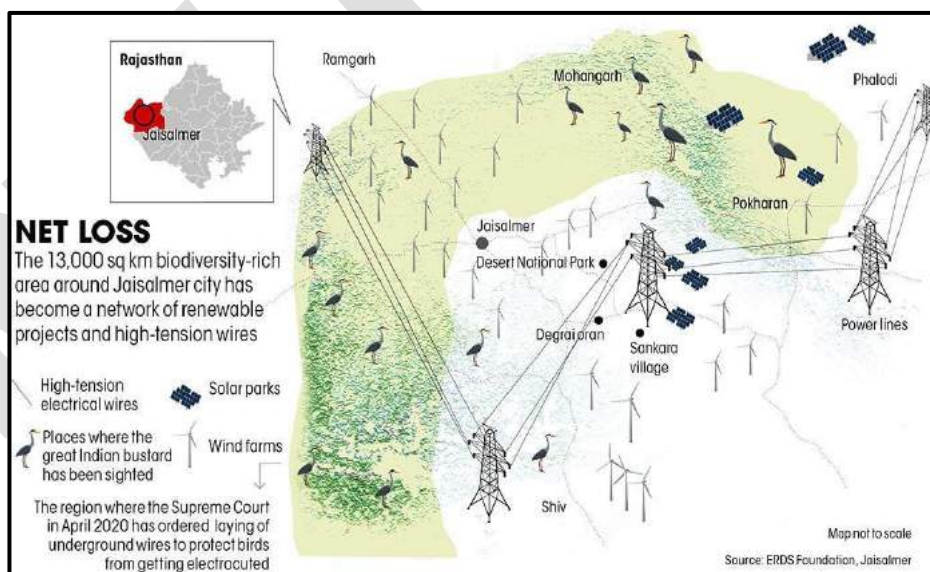 Rajasthan
Jaisalmer
Ramgarh
Mohangarh
Phalodi
Pokharan
Jaisalmer
Desert National Park
Degrai oran
Sankara
village
Power lines
Shiv
NET LOSS
The 13,000 sq km biodiversity-rich
area around Jaisalmer city has
become a network of renewable
projects and high-tension wires
High-tension
electrical wires
Solar parks
Places where the
great Indian bustard
has been sighted
Wind farms
The region where the Supreme Court
in April 2020 has ordered laying of
underground wires to protect birds
from getting electrocuted
Map not to scale
Source: ERDS Foundation, Jaisalmer